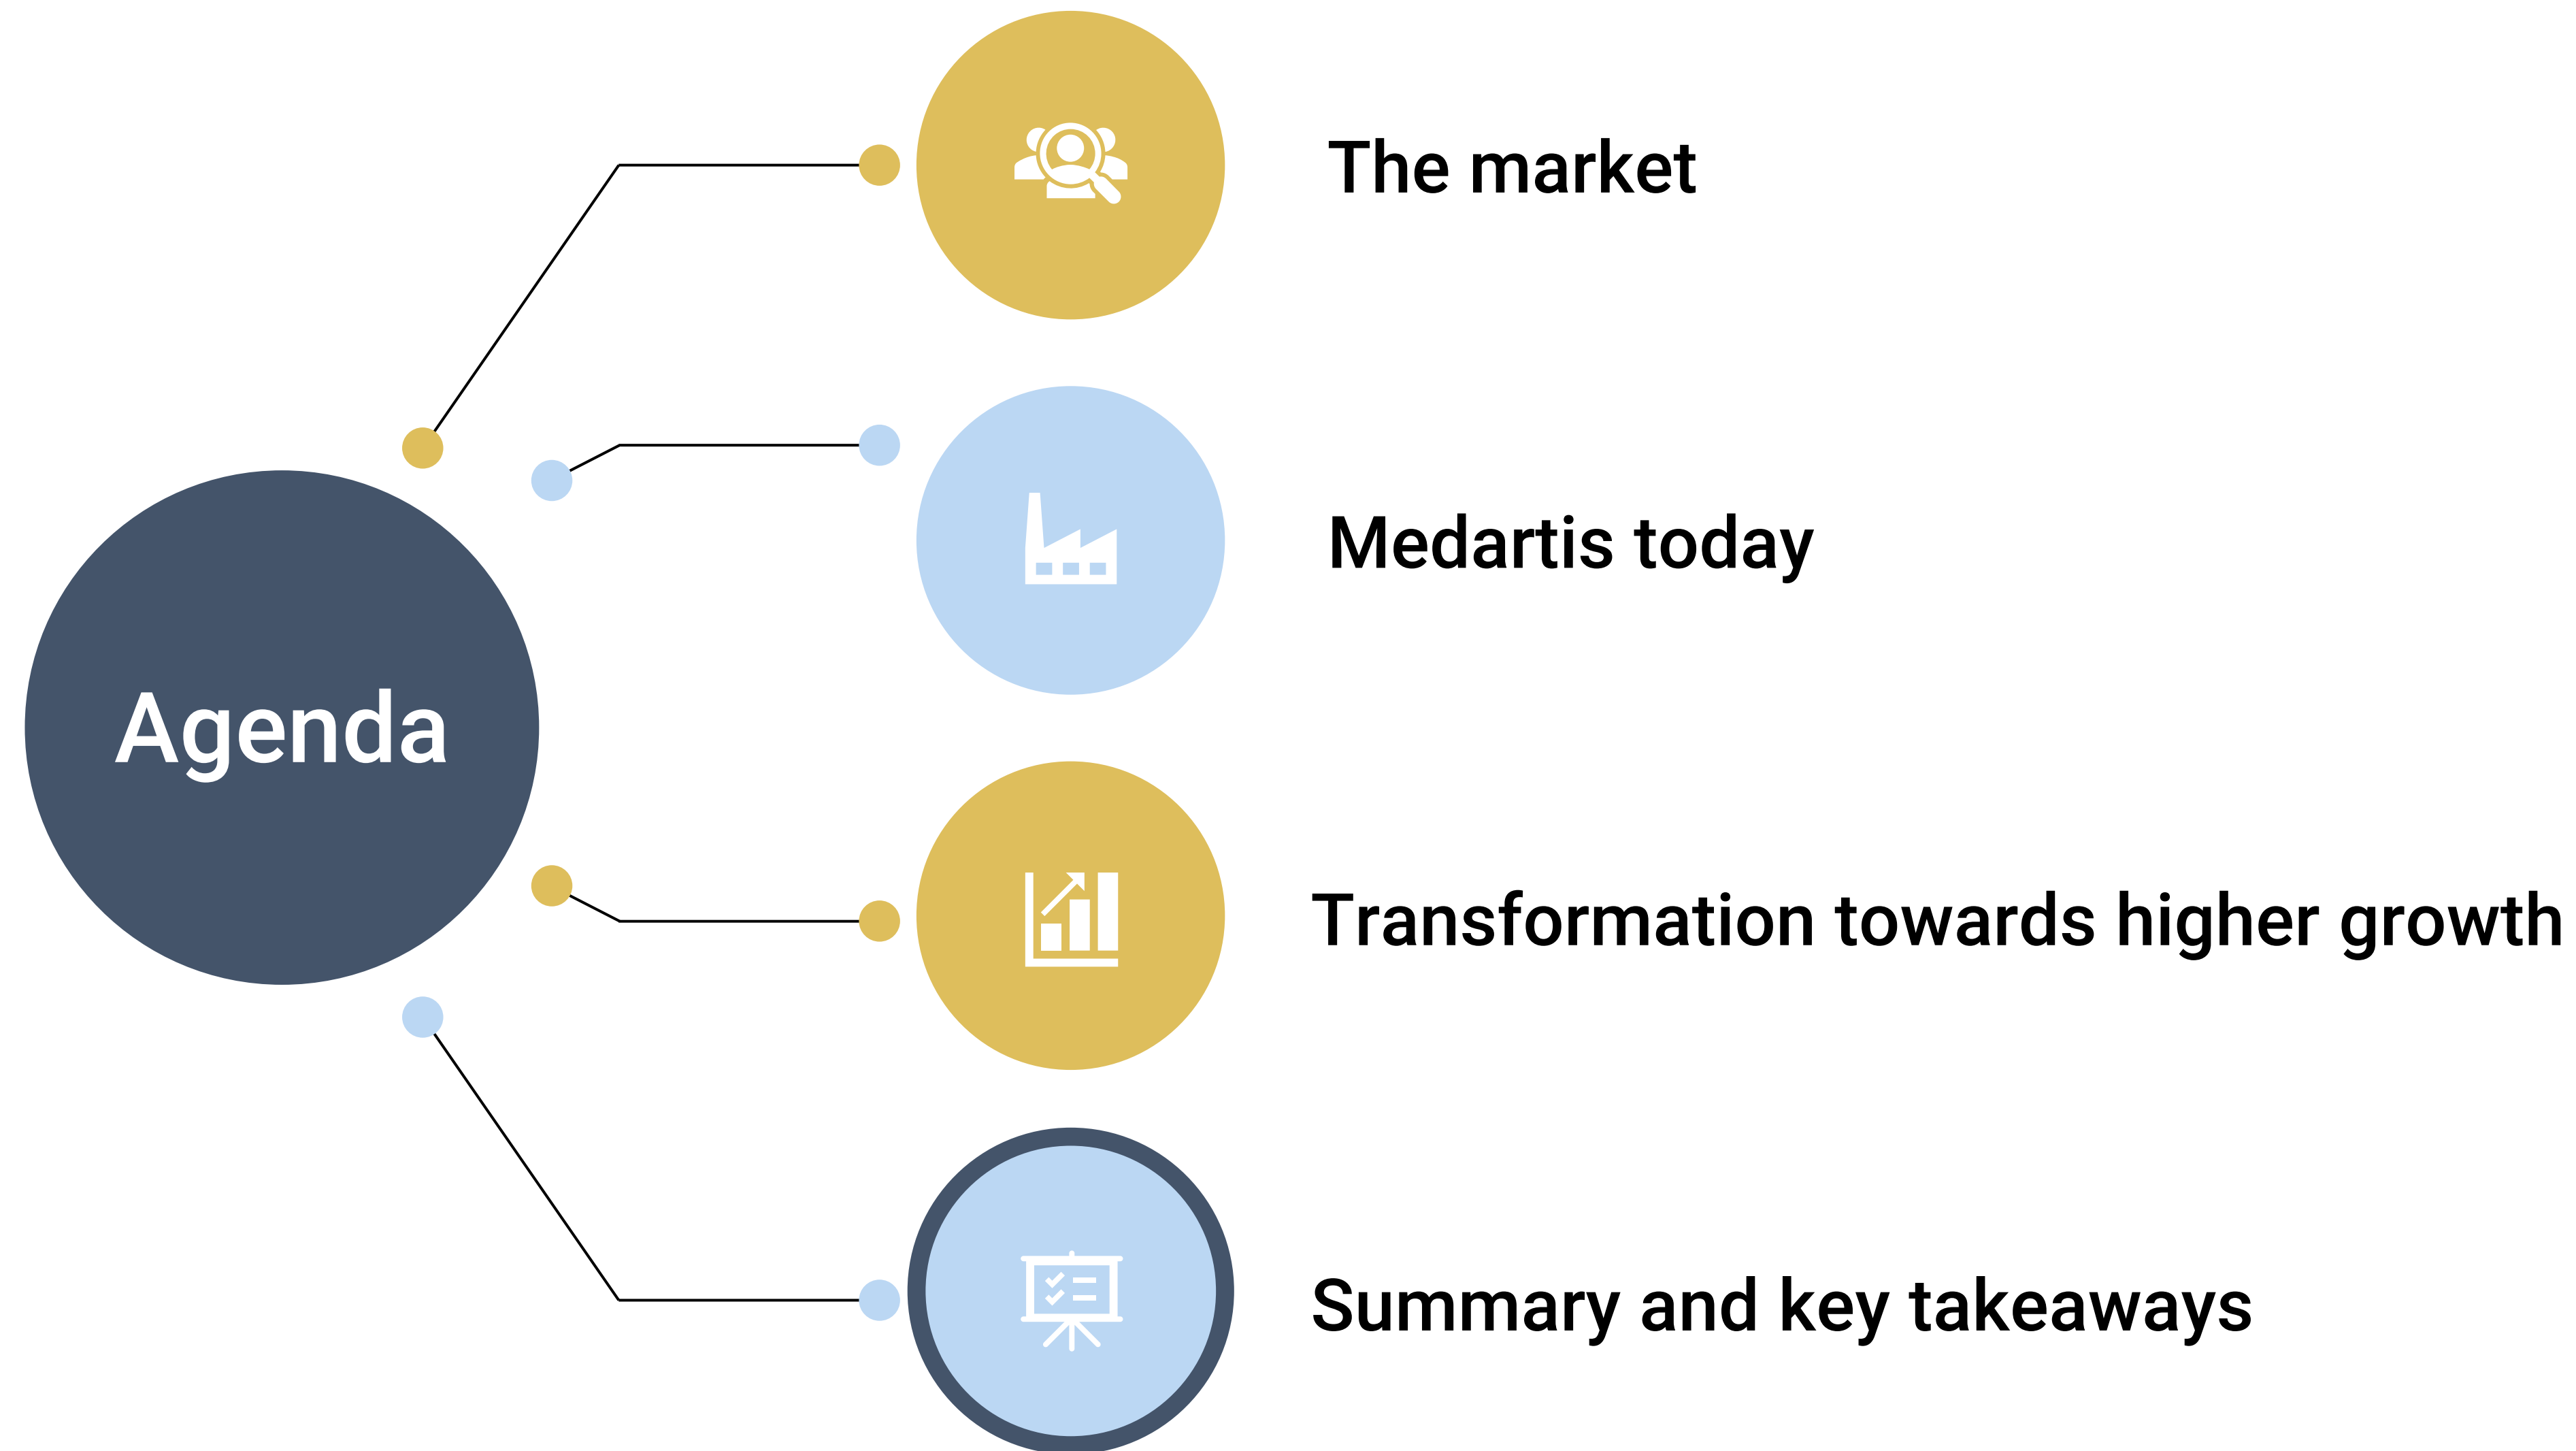 The market
Medartis today
Agenda
Transformation towards higher growth
Summary and key takeaways